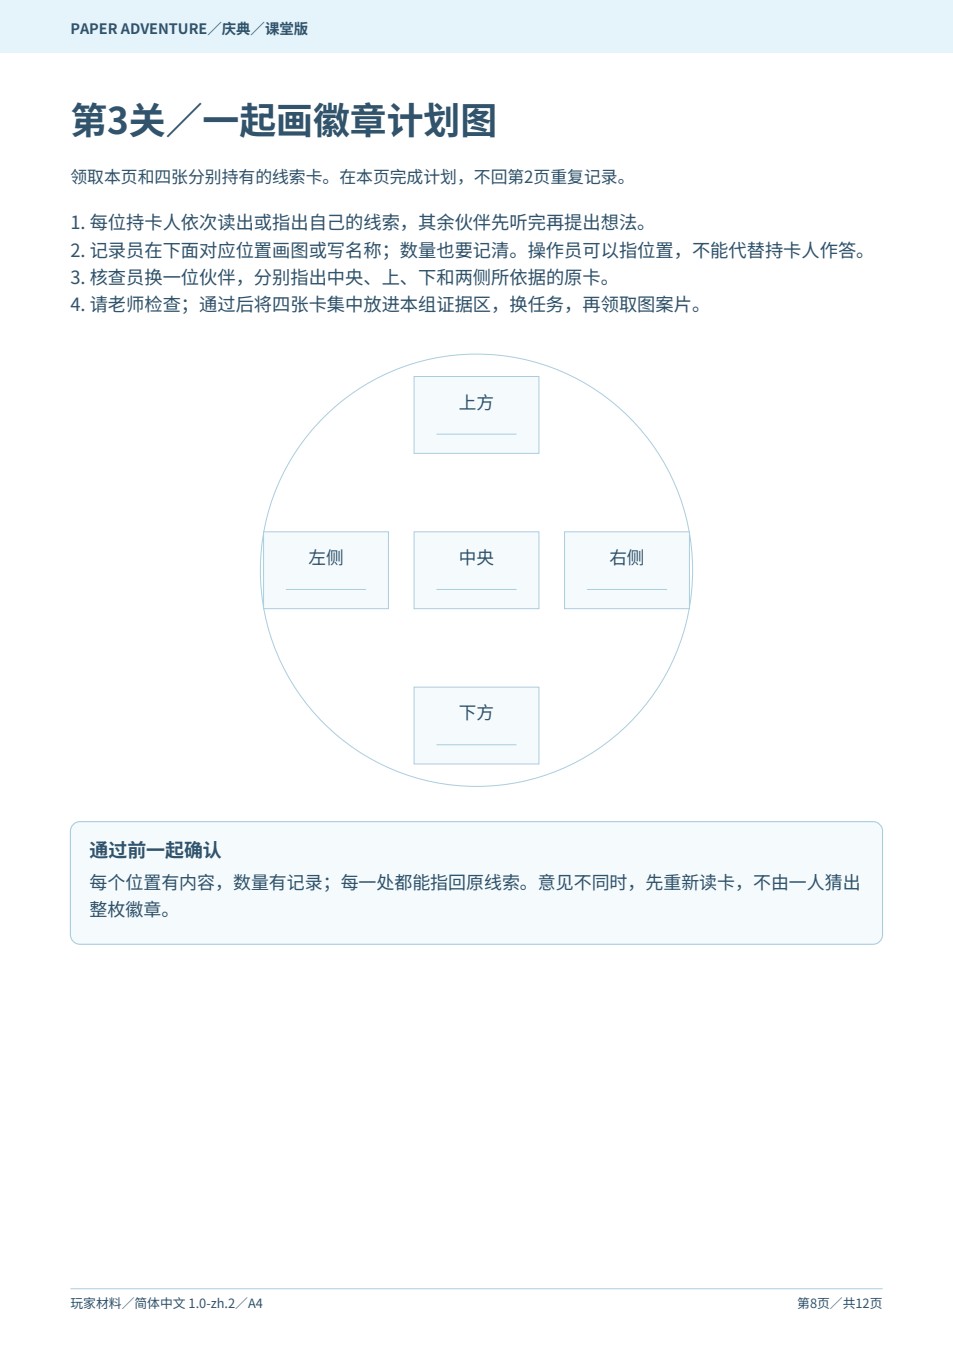 PAPER ADVENTURE／庆典／课堂版
第3关／一起画徽章计划图
领取本页和四张分别持有的线索卡。在本页完成计划，不回第2页重复记录。
1. 每位持卡人依次读出或指出自己的线索，其余伙伴先听完再提出想法。
2. 记录员在下面对应位置画图或写名称；数量也要记清。操作员可以指位置，不能代替持卡人作答。
3. 核查员换一位伙伴，分别指出中央、上、下和两侧所依据的原卡。
4. 请老师检查；通过后将四张卡集中放进本组证据区，换任务，再领取图案片。
上方
左侧
中央
右侧
下方
通过前一起确认
每个位置有内容，数量有记录；每一处都能指回原线索。意见不同时，先重新读卡，不由一人猜出
整枚徽章。
玩家材料／简体中文 1.0-zh.2／A4
第8页／共12页